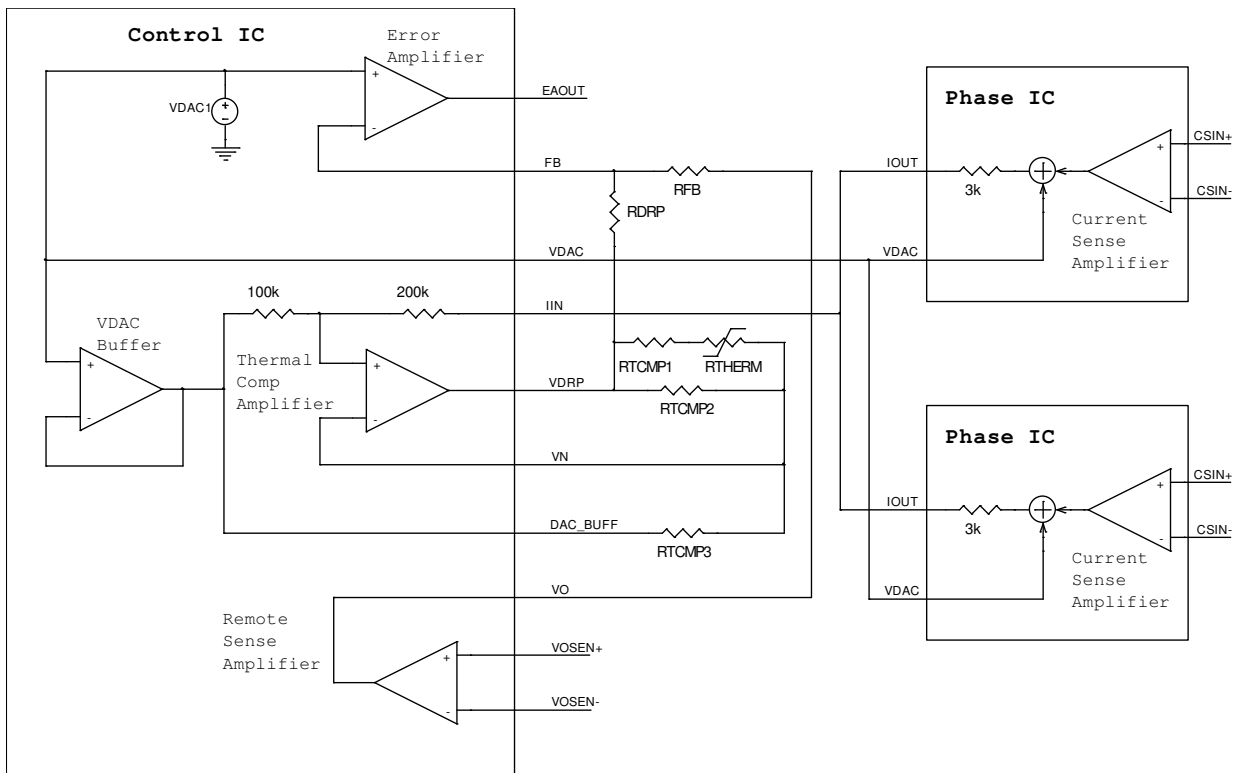 Control IC
Error
Amplifier
VDAC1
+
-
+
-
EAOUT
FB
RFB
RDRP
VDAC
100k
200k
IIN
VDAC
Buffer
+
-
Thermal
Comp
Amplifier
+
-
VDRP
RTCMP1
RTHERM
RTCMP2
VN
DAC_BUFF
RTCMP3
VO
Remote
Sense
Amplifier
+
-
VOSEN+
VOSEN-
Phase IC
IOUT
3k
+
-
CSIN+
CSIN-
Current
Sense
Amplifier
VDAC
Phase IC
IOUT
3k
+
-
CSIN+
CSIN-
Current
Sense
Amplifier
VDAC